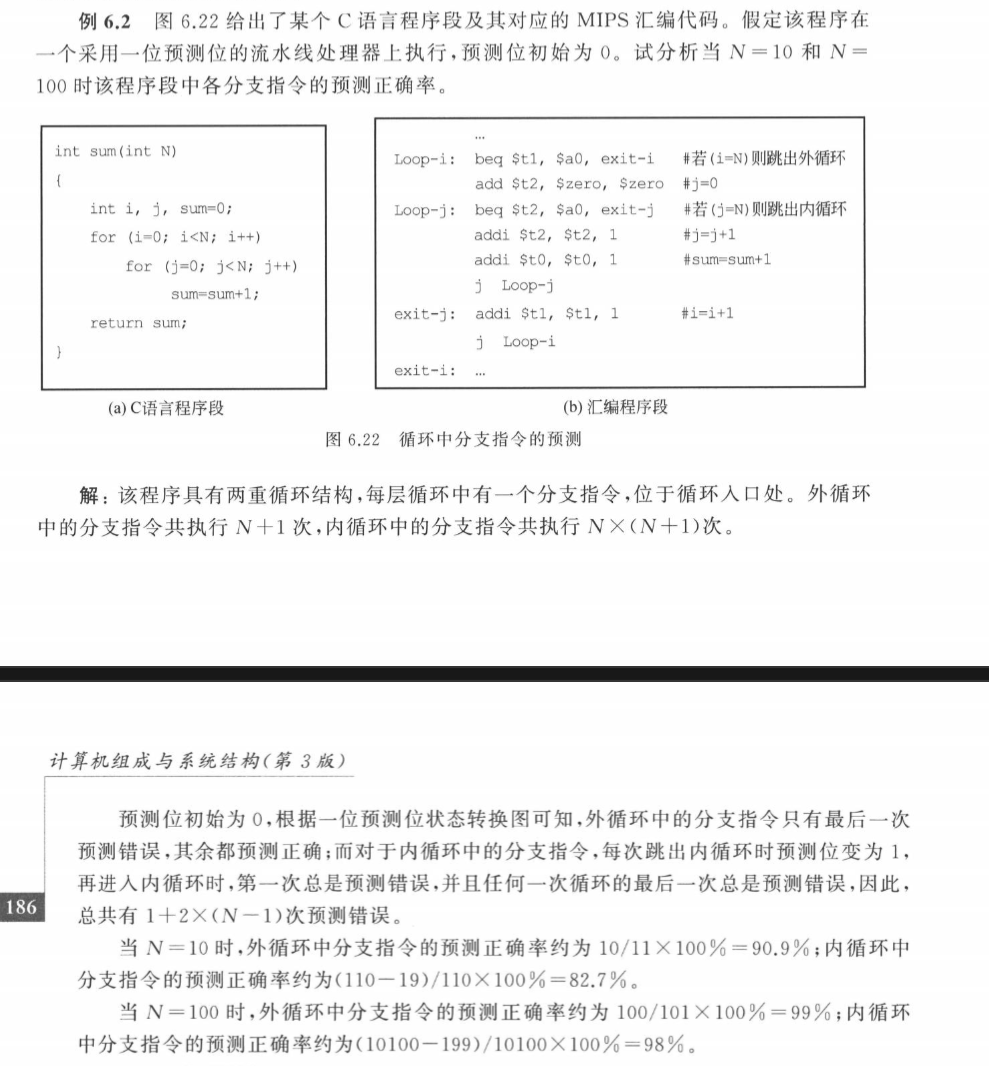 例 6.2 图 6.22 给出了某个 C 语言程序段及其对应的 MIPS 汇编代码。假定该程序在
一个采用一位预测位的流水线处理器上执行,预测位初始为 0。试分析当 N=10 和 N=
100 时该程序段中各分支指令的预测正确率。
int sum(int N)
{
int i, j, sum=0;
for (i=0; i<N; i++)
for (j=0; j<N; j++)
sum=sum+1;
return sum;
}
(a) C语言程序段
...
Loop-i: beq $t1, $a0, exit-i #若(i=N)则跳出外循环
add $t2, $zero, $zero #j=0
Loop-j: beq $t2, $a0, exit-j #若(j=N)则跳出内循环
addi $t2, $t2, 1 #j=j+1
addi $t0, $t0, 1 #sum=sum+1
j Loop-j
exit-j: addi $t1, $t1, 1 #i=i+1
j Loop-i
exit-i: ...
(b) 汇编程序段
图 6.22 循环中分支指令的预测
解:该程序具有两重循环结构,每层循环中有一个分支指令,位于循环入口处。外循环
中的分支指令共执行 N+1 次,内循环中的分支指令共执行 N×(N+1)次。
计算机组成与系统结构(第 3 版)
预测位初始为 0,根据一位预测位状态转换图可知,外循环中的分支指令只有最后一次
预测错误,其余都预测正确;而对于内循环中的分支指令,每次跳出内循环时预测位变为 1,
再进入内循环时,第一次总是预测错误,并且任何一次循环的最后一次总是预测错误,因此,
总共有 1+2×(N-1)次预测错误。
186
当 N=10 时,外循环中分支指令的预测正确率约为 10/11×100%=90.9%;内循环中
分支指令的预测正确率约为(110-19)/110×100%=82.7%。
当 N=100 时,外循环中分支指令的预测正确率约为 100/101×100%=99%;内循环
中分支指令的预测正确率约为(10100-199)/10100×100%=98%。